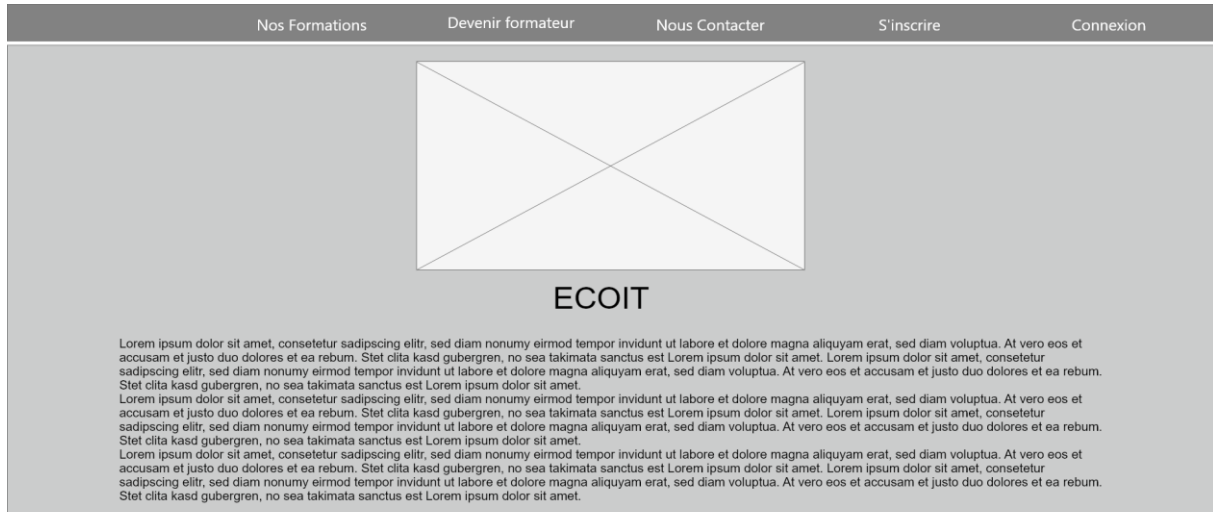 Nos Formations
Devenir formateur
Nous Contacter
S'inscrire
Connexion
ECOIT
Lorem ipsum dolor sit amet, consetetur sadipscing elitr, sed diam nonumy eirmod tempor invidunt ut labore et dolore magna aliquyam erat, sed diam voluptua. At vero eos et
accusam et justo duo dolores et ea rebum. Stet clita kasd gubergren, no sea takimata sanctus est Lorem ipsum dolor sit amet. Lorem ipsum dolor sit amet, consetetur
sadipscing elitr, sed diam nonumy eirmod tempor invidunt ut labore et dolore magna aliquyam erat, sed diam voluptua. At vero eos et accusam et justo duo dolores et ea rebum.
Stet clita kasd gubergren, no sea takimata sanctus est Lorem ipsum dolor sit amet.
Lorem ipsum dolor sit amet, consetetur sadipscing elitr, sed diam nonumy eirmod tempor invidunt ut labore et dolore magna aliquyam erat, sed diam voluptua. At vero eos et
accusam et justo duo dolores et ea rebum. Stet clita kasd gubergren, no sea takimata sanctus est Lorem ipsum dolor sit amet. Lorem ipsum dolor sit amet, consetetur
sadipscing elitr, sed diam nonumy eirmod tempor invidunt ut labore et dolore magna aliquyam erat, sed diam voluptua. At vero eos et accusam et justo duo dolores et ea rebum.
Stet clita kasd gubergren, no sea takimata sanctus est Lorem ipsum dolor sit amet.
Lorem ipsum dolor sit amet, consetetur sadipscing elitr, sed diam nonumy eirmod tempor invidunt ut labore et dolore magna aliquyam erat, sed diam voluptua. At vero eos et
accusam et justo duo dolores et ea rebum. Stet clita kasd gubergren, no sea takimata sanctus est Lorem ipsum dolor sit amet. Lorem ipsum dolor sit amet, consetetur
sadipscing elitr, sed diam nonumy eirmod tempor invidunt ut labore et dolore magna aliquyam erat, sed diam voluptua. At vero eos et accusam et justo duo dolores et ea rebum.
Stet clita kasd gubergren, no sea takimata sanctus est Lorem ipsum dolor sit amet.